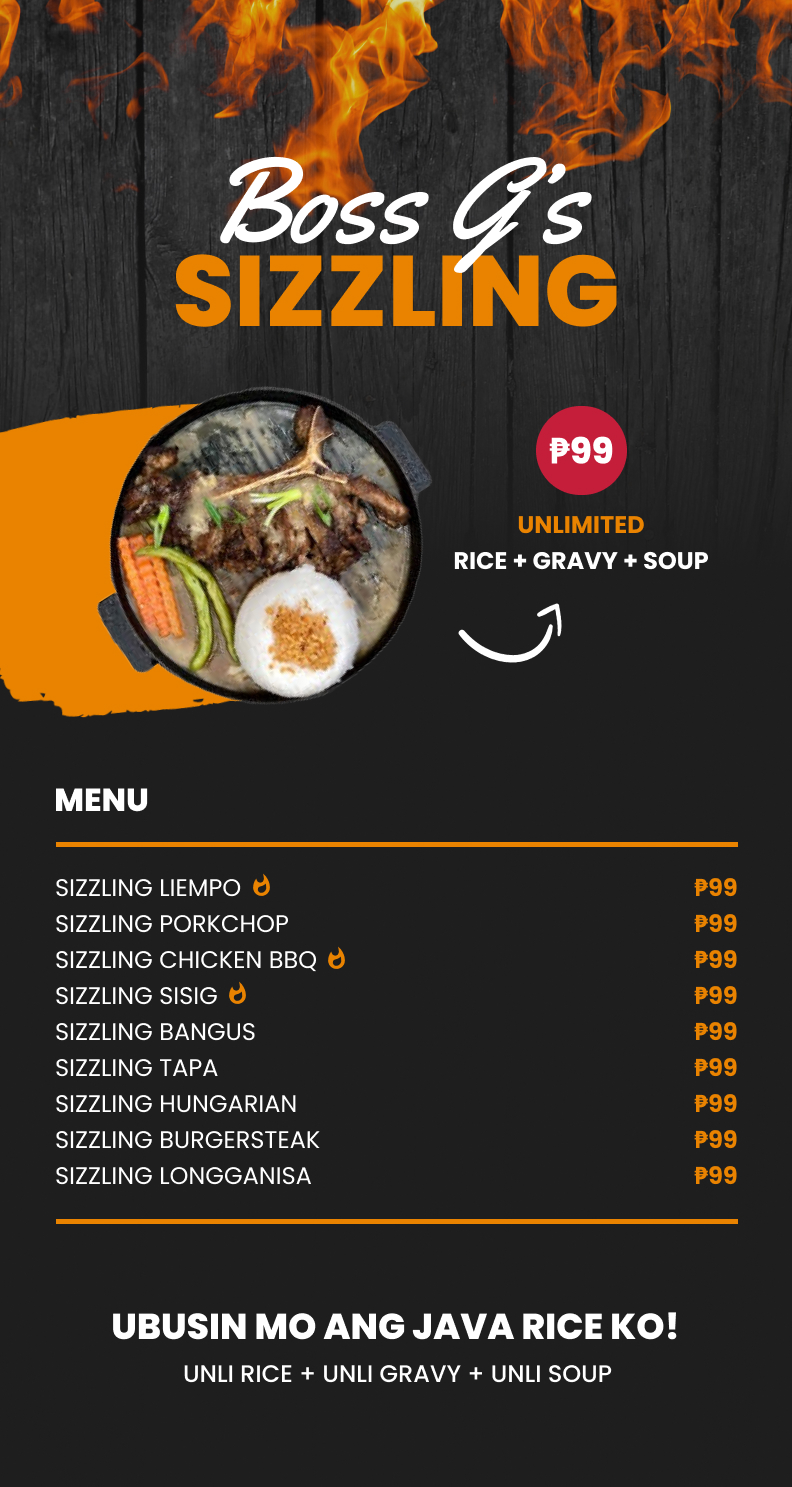 Boss G's
SIZZLING
₱99
UNLIMITED
RICE + GRAVY + SOUP
MENU
SIZZLING LIEMPO ₱99
SIZZLING PORKCHOP ₱99
SIZZLING CHICKEN BBQ ₱99
SIZZLING SISIG ₱99
SIZZLING BANGUS ₱99
SIZZLING TAPA ₱99
SIZZLING HUNGARIAN ₱99
SIZZLING BURGERSTEAK ₱99
SIZZLING LONGGANISA ₱99
UBUSIN MO ANG JAVA RICE KO!
UNLI RICE + UNLI GRAVY + UNLI SOUP